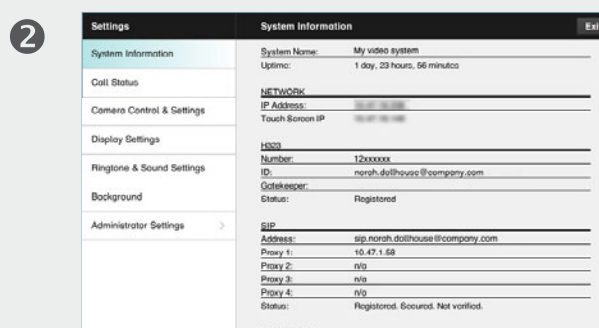 2
Settings
System Information
Call Status
Camera Control & Settings
Display Settings
Ringtone & Sound Settings
Background
Administrator Settings >
System Information Exi
System Name: My video system
Uptime: 1 day, 23 hours, 56 minutes
NETWORK
IP Address:
Touch Screen IP
H323
Number: 12xxxxxx
ID: norah.dollhouse@company.com
Gatekeeper:
Status: Registered
SIP
Address: sip.norah.dollhouse@company.com
Proxy 1: 10.47.1.58
Proxy 2: n/a
Proxy 3: n/a
Proxy 4: n/a
Status: Registered. Secured. Not verified.